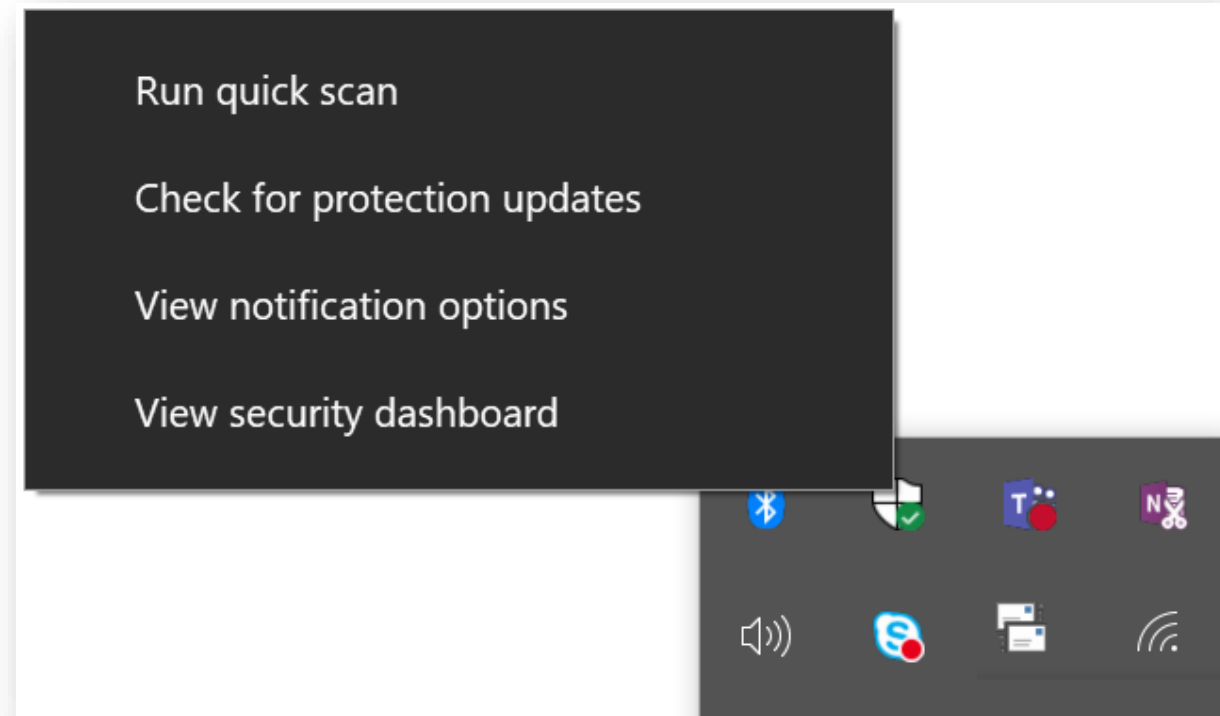 Run quick scan
Check for protection updates
View notification options
View security dashboard
T
N
S